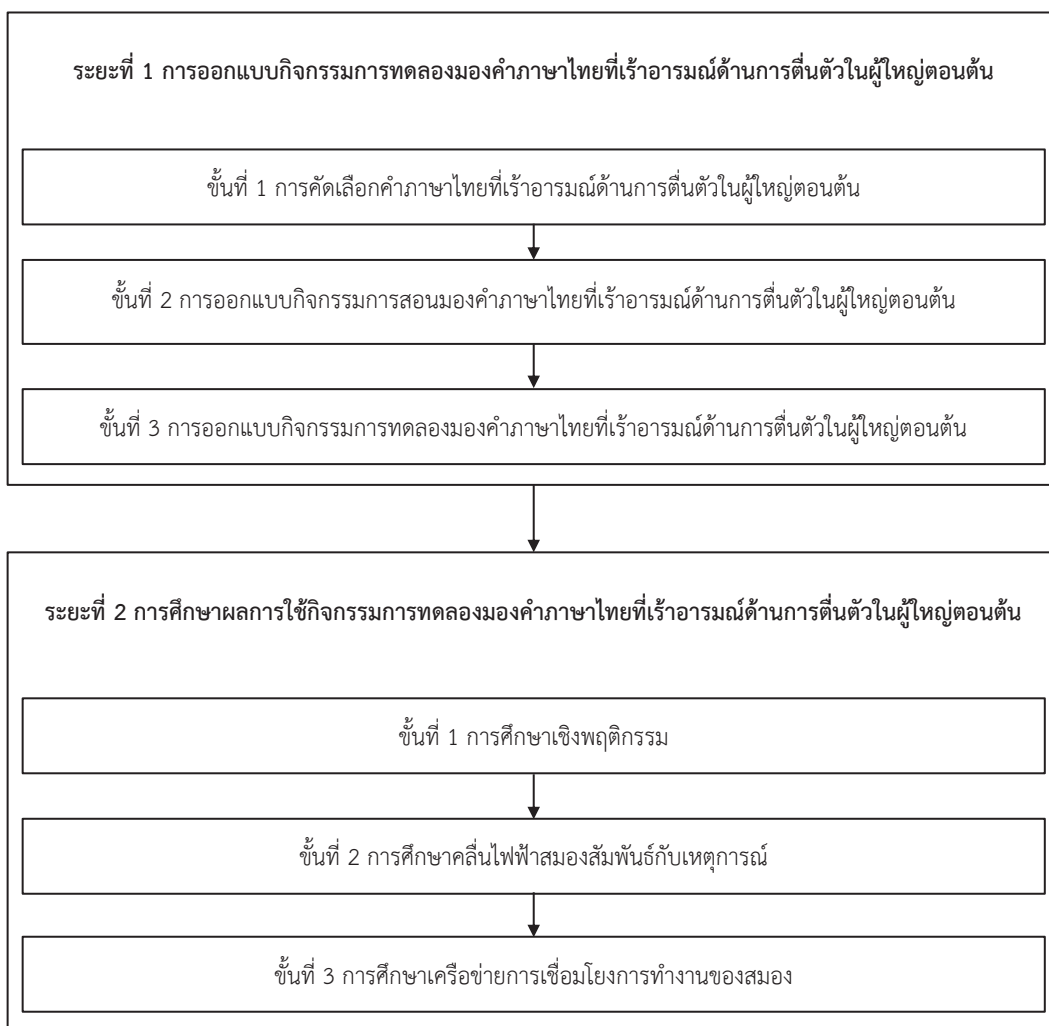 ระยะที่ 1 การออกแบบกิจกรรมการทดลองมองคำภาษาไทยที่เร้าอารมณ์ด้านการตื่นตัวในผู้ใหญ่ตอนต้น
ขั้นที่ 1 การคัดเลือกคำภาษาไทยที่เร้าอารมณ์ด้านการตื่นตัวในผู้ใหญ่ตอนต้น
ขั้นที่ 2 การออกแบบกิจกรรมการสอนมองคำภาษาไทยที่เร้าอารมณ์ด้านการตื่นตัวในผู้ใหญ่ตอนต้น
ขั้นที่ 3 การออกแบบกิจกรรมการทดลองมองคำภาษาไทยที่เร้าอารมณ์ด้านการตื่นตัวในผู้ใหญ่ตอนต้น
ระยะที่ 2 การศึกษาผลการใช้กิจกรรมการทดลองมองคำภาษาไทยที่เร้าอารมณ์ด้านการตื่นตัวในผู้ใหญ่ตอนต้น
ขั้นที่ 1 การศึกษาเชิงพฤติกรรม
ขั้นที่ 2 การศึกษาคลื่นไฟฟ้าสมองสัมพันธ์กับเหตุการณ์
ขั้นที่ 3 การศึกษาเครือข่ายการเชื่อมโยงการทำงานของสมอง